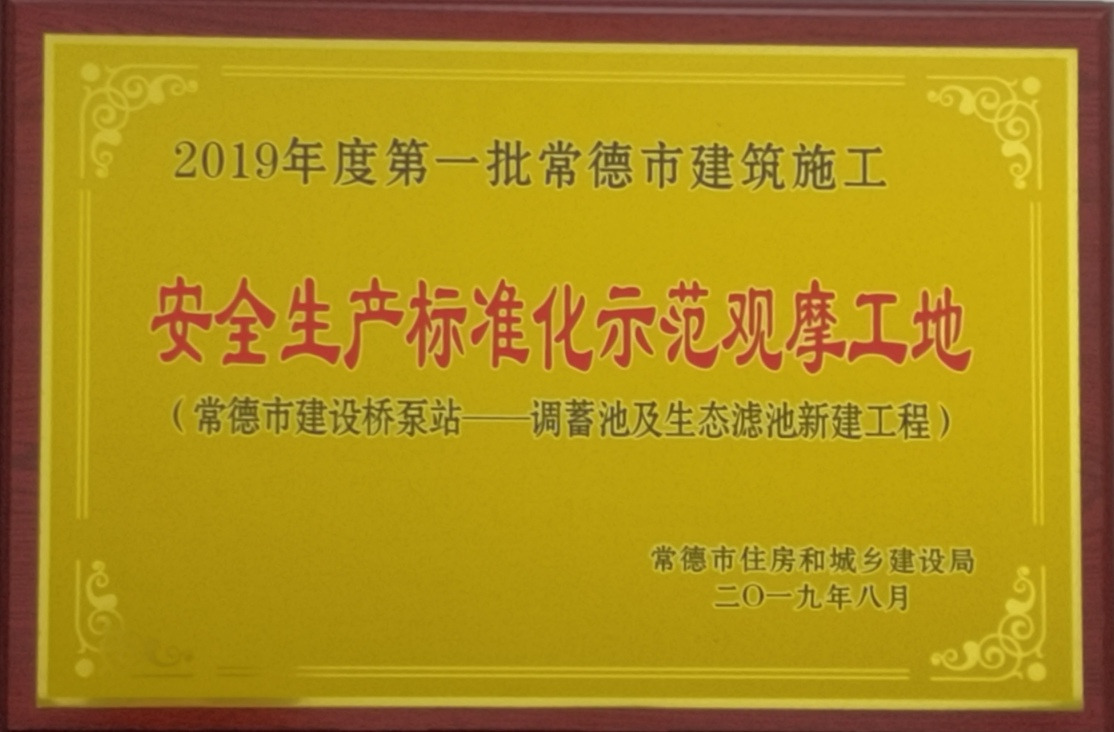 2019年度第一批常德市建筑施工
安全生产标准化示范观摩工地
（常德市建设桥泵站——调蓄池及生态滤池新建工程）
常德市住房和城乡建设局
二〇一九年八月